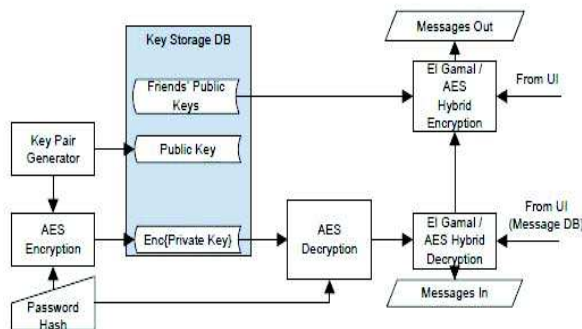 Messages Out
Key Storage DB
Friends' Public
Keys
El Gamal /
AES
Hybrid
Encryption
From UI
Key Pair
Generator
Public Key
AES
Encryption
Enc{Private Key}
AES
Decryption
El Gamal /
AES Hybrid
Decryption
From UI
(Message DB)
Password
Hash
Messages In